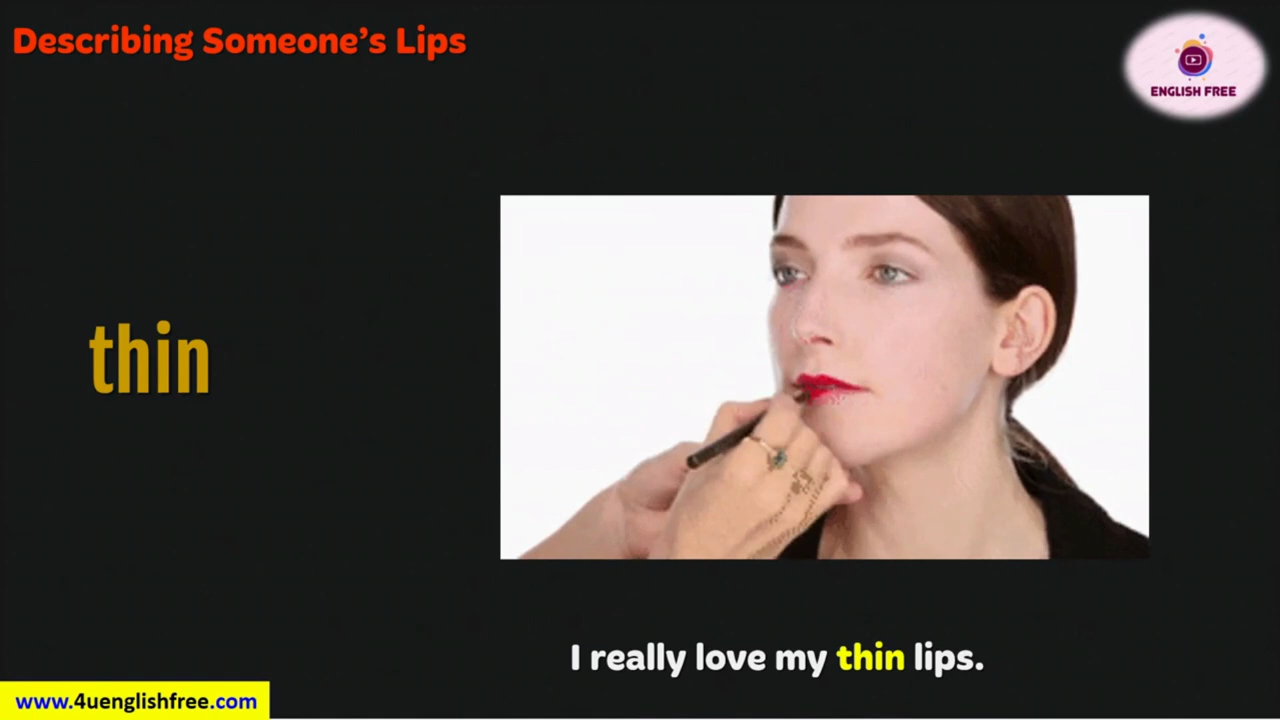 Describing Someone’s Lips
ENGLISH FREE
thin
I really love my thin lips.
www.4uenglishfree.com